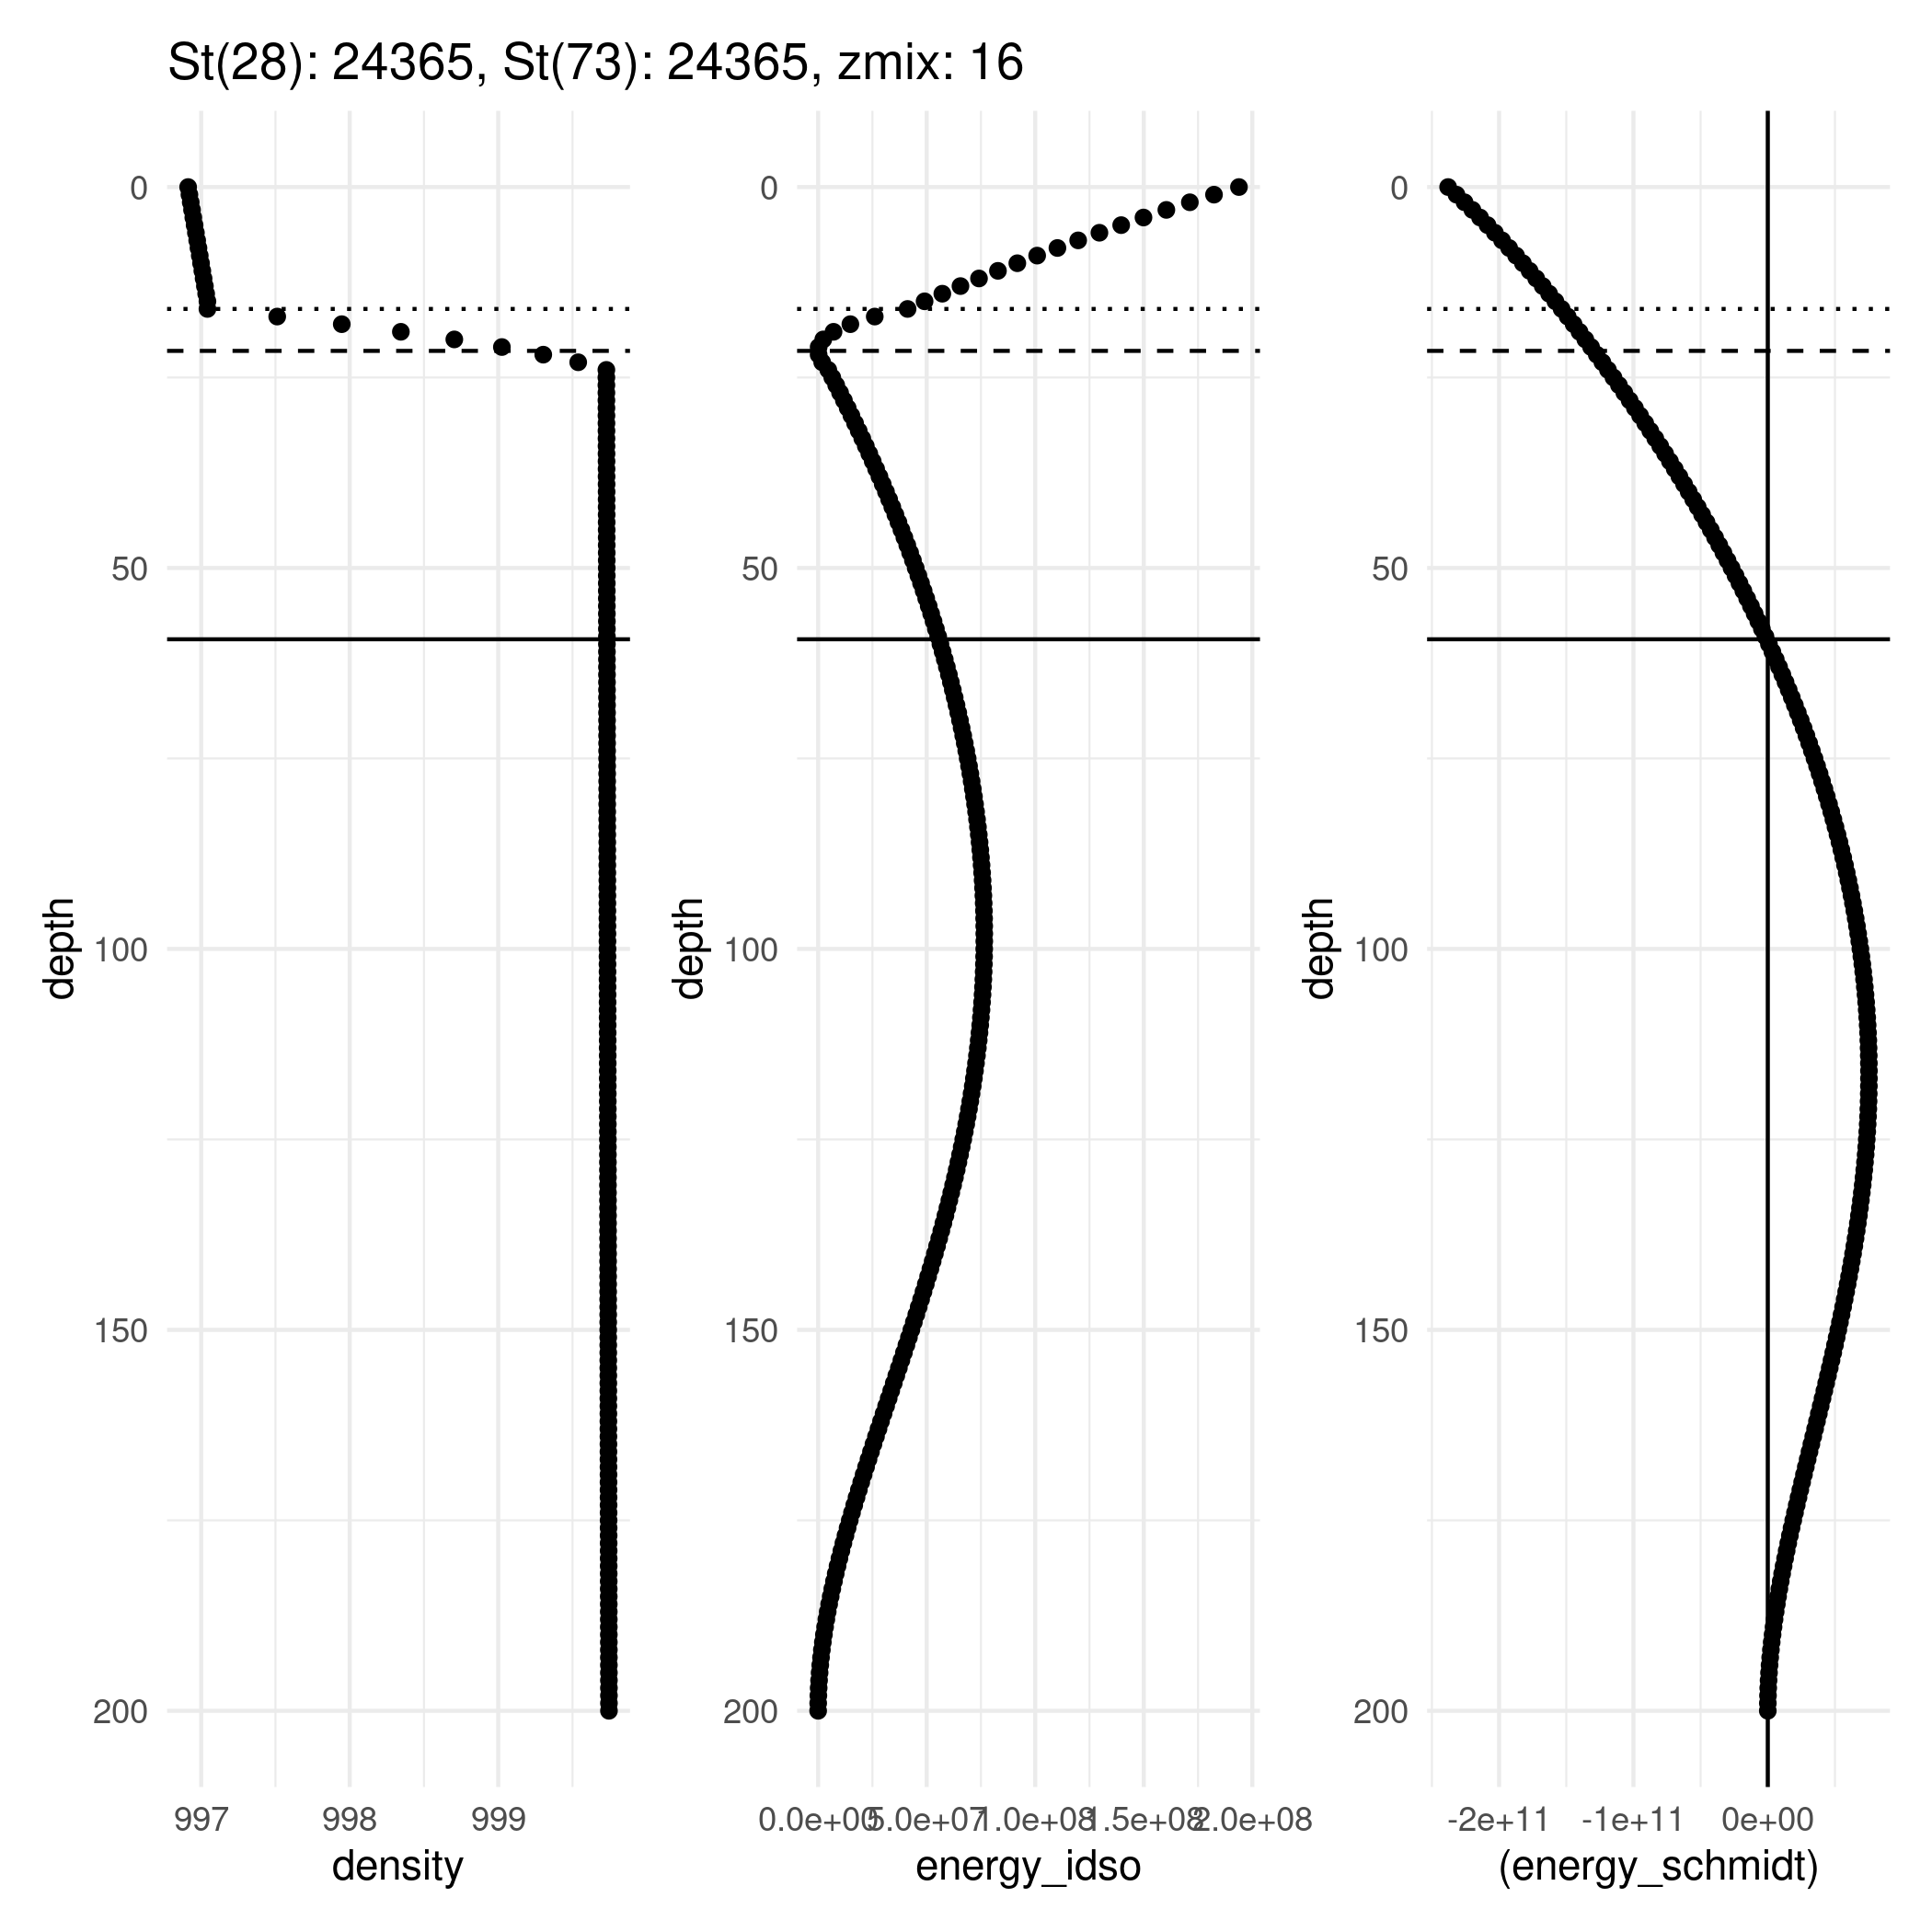 St(28): 24365, St(73): 24365, zmix: 16
depth
0
50
100
150
200
997 998 999
density
depth
0
50
100
150
200
0.0e+00 5.0e+07 1.0e+08 1.5e+08 2.0e+08
energy_idso
depth
0
50
100
150
200
-2e+11 -1e+11 0e+00
(energy_schmidt)